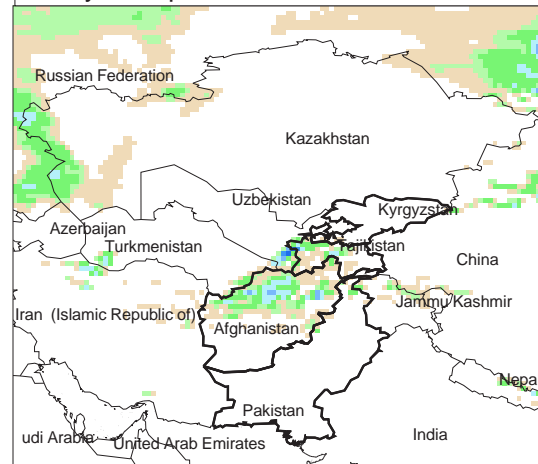 Russian Federation
Kazakhstan
Uzbekistan
Kyrgyzstan
Azerbaijan
Turkmenistan
Tajikistan
China
Jammu Kashmir
Iran (Islamic Republic of)
Afghanistan
Nepa
Pakistan
India
udi Arabia
United Arab Emirates